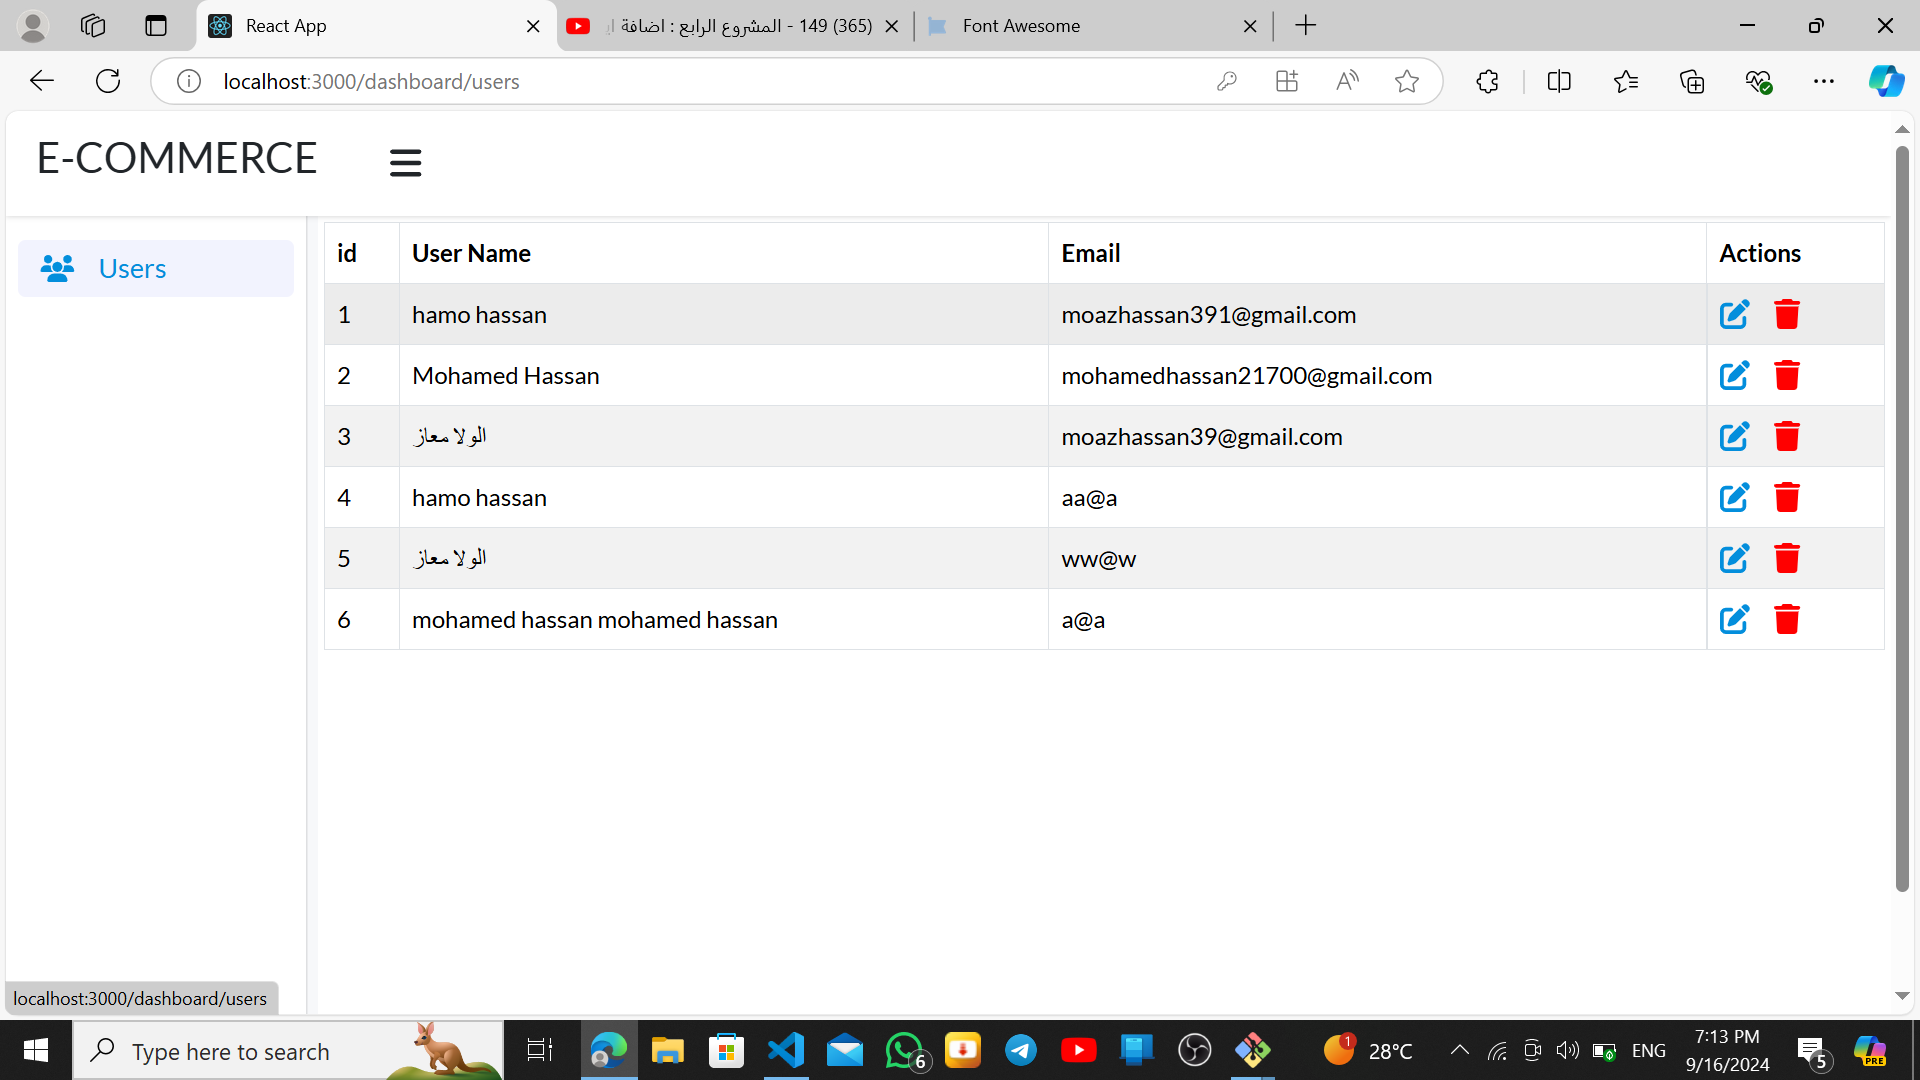 React App
(365) 149 - المشروع الرابع : اضافة
Font Awesome
localhost:3000/dashboard/users
E-COMMERCE
Users
id User Name Email Actions
1 hamo hassan moazhassan391@gmail.com
2 Mohamed Hassan mohamedhassan21700@gmail.com
3 الولا معاز moazhassan39@gmail.com
4 hamo hassan aa@a
5 الولا معاز ww@w
6 mohamed hassan mohamed hassan a@a
localhost:3000/dashboard/users
Type here to search
6
1
28°C
ENG
7:13 PM
9/16/2024
5
PRE